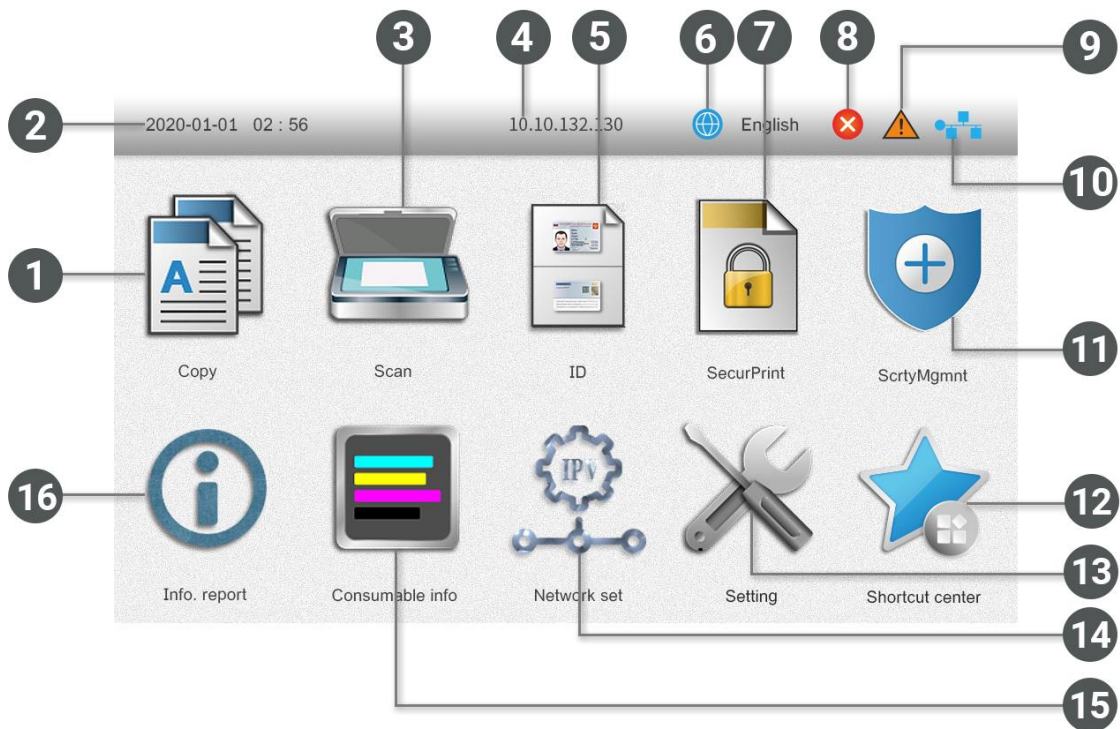 3 4 5 6 7 8 9
2 2020-01-01 02 : 56 10.10.132.130 English
10
1 A
11
Copy Scan ID SecurPrint ScrtyMgmnt
16 IPV 12
13
Info. report Consumable info Network set Setting Shortcut center
14
15